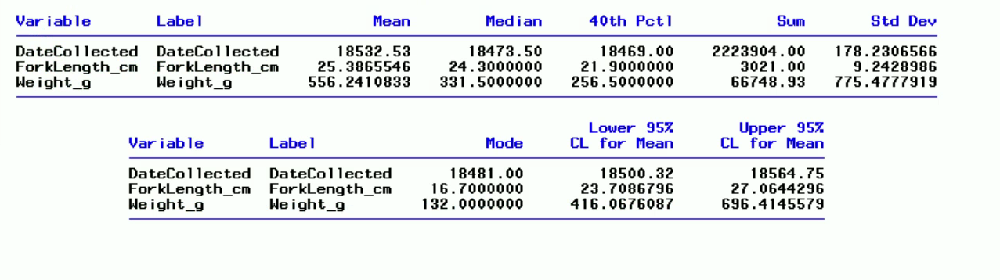 Variable Label Mean Median 40th Pctl Sum Std Dev
DateCollected DateCollected 18532.53 18473.50 18469.00 2223904.00 178.2306566
ForkLength_cm ForkLength_cm 25.3865546 24.3000000 21.9000000 3021.00 9.2428986
Weight_g Weight_g 556.2410833 331.5000000 256.5000000 66748.93 775.4777919
Lower 95% Upper 95%
Variable Label Mode CL for Mean CL for Mean
DateCollected DateCollected 18481.00 18500.32 18564.75
ForkLength_cm ForkLength_cm 16.7000000 23.7086796 27.0644296
Weight_g Weight_g 132.0000000 416.0676087 696.4145579